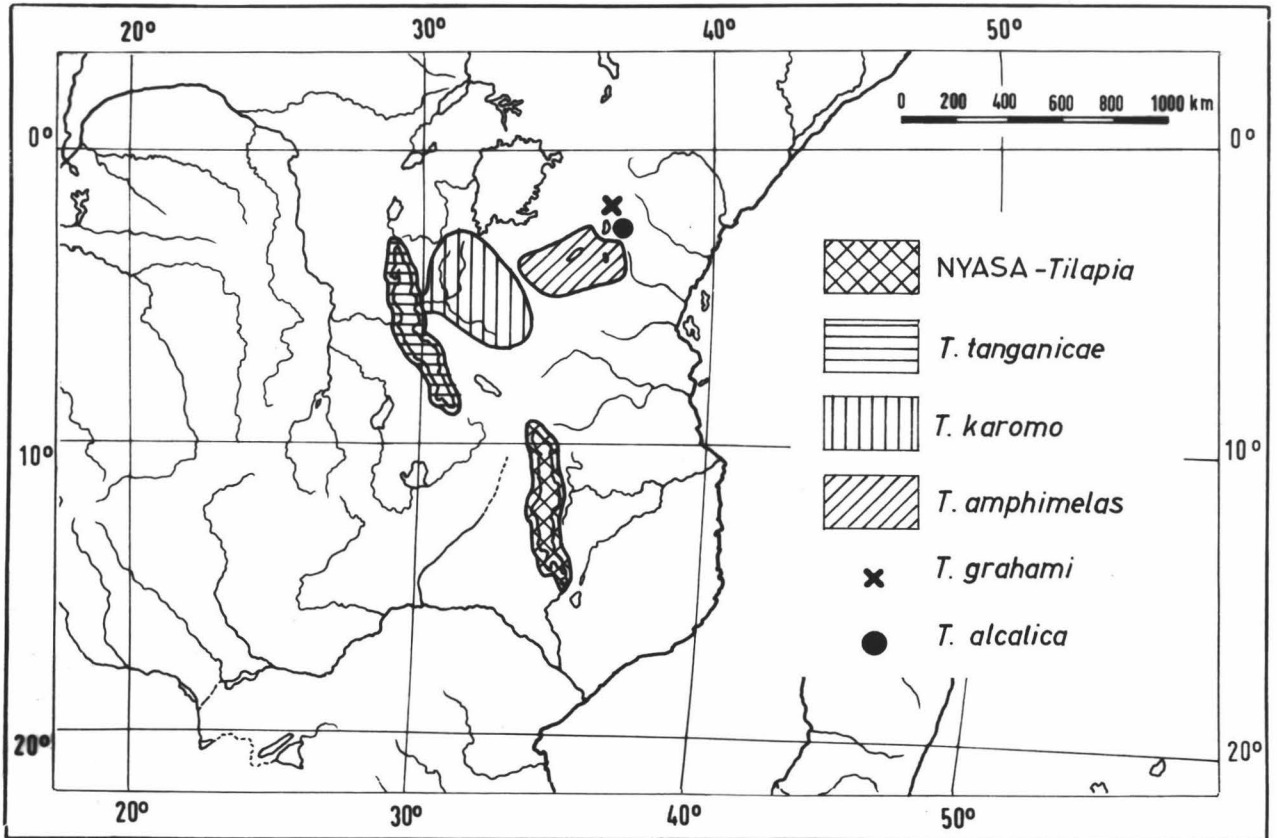 20° 30° 40° 50°
0 200 400 600 800 1000 km
0° 0°
NYASA -Tilapia
T. tanganicae
T. karomo
10° 10°
T. amphimelas
T. grahami
T. alcalica
20° 20°
20° 30° 40° 50°